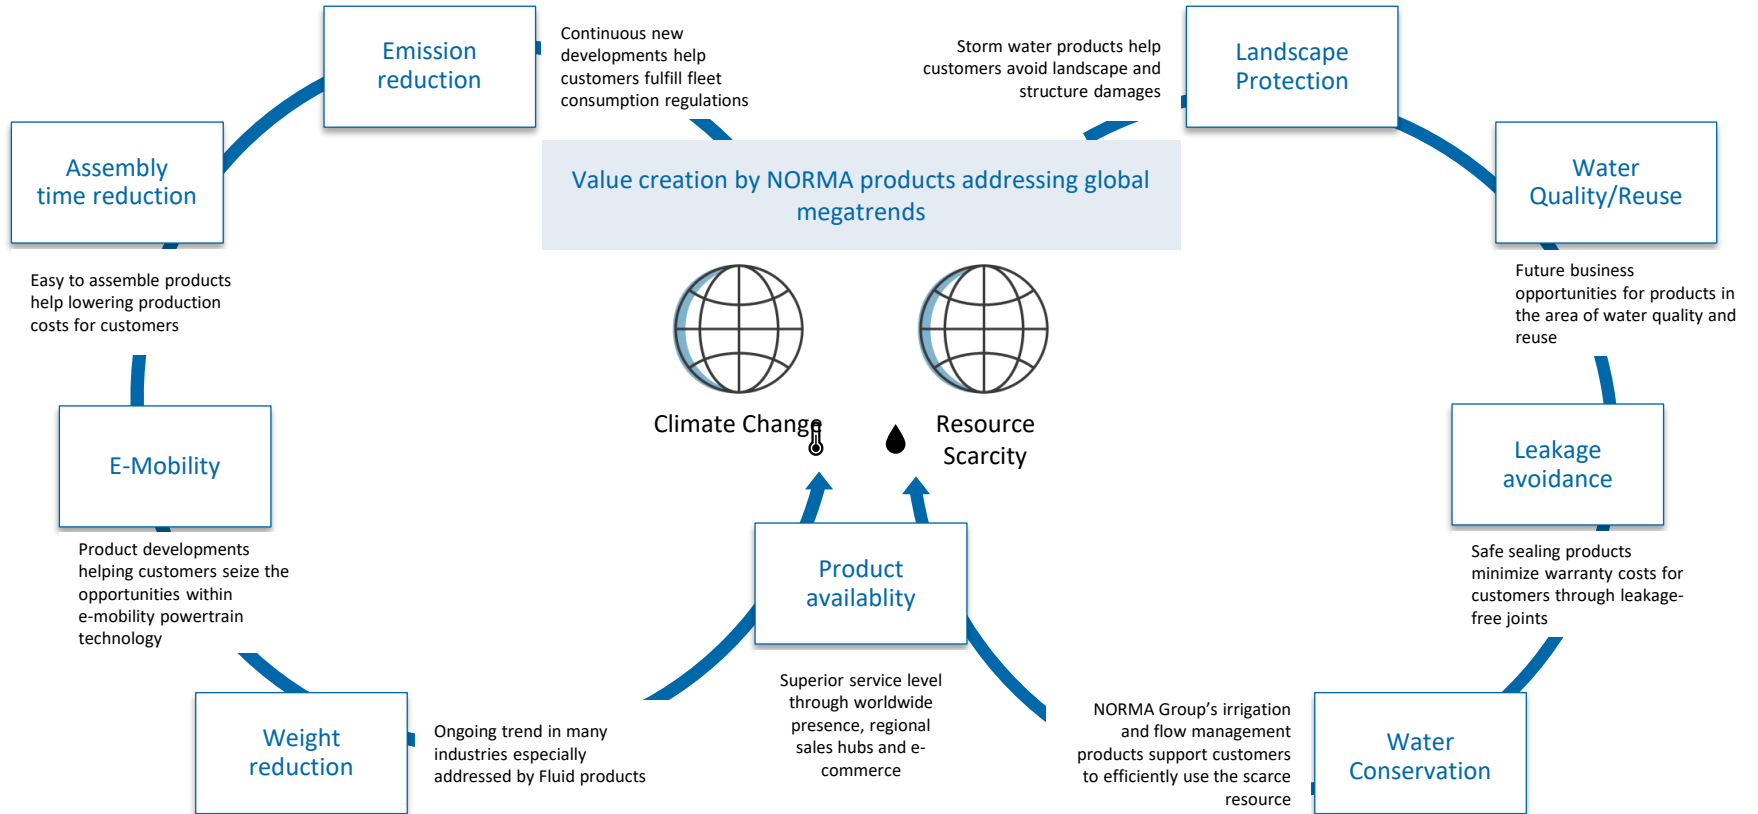 Emission
reduction
Continuous new
developments help
customers fulfill fleet
consumption regulations
Storm water products help
customers avoid landscape and
structure damages
Landscape
Protection
Assembly
time reduction
Value creation by NORMA products addressing global
megatrends
Water
Quality/Reuse
Easy to assemble products
help lowering production
costs for customers
Future business
opportunities for products in
the area of water quality and
reuse
Climate Change
Resource
Scarcity
E-Mobility
Leakage
avoidance
Product developments
helping customers seize the
opportunities within
e-mobility powertrain
technology
Product
availablity
Safe sealing products
minimize warranty costs for
customers through leakage-
free joints
Weight
reduction
Ongoing trend in many
industries especially
addressed by Fluid products
Superior service level
through worldwide
presence, regional
sales hubs and e-
commerce
NORMA Group’s irrigation
and flow management
products support customers
to efficiently use the scarce
resource
Water
Conservation